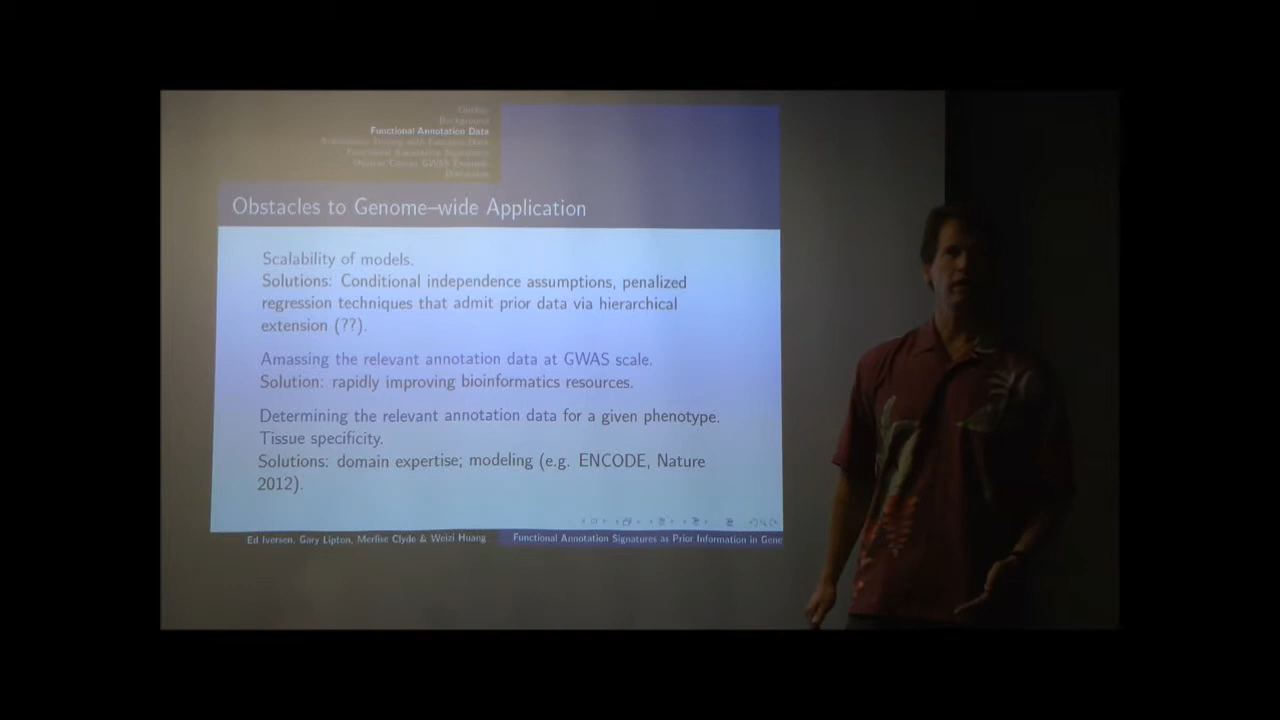 Outline
Background
Functional Annotation Data
Discussion
Obstacles to Genome–wide Application
Scalability of models.
Solutions: Conditional independence assumptions, penalized
regression techniques that admit prior data via hierarchical
extension (??).
Amassing the relevant annotation data at GWAS scale.
Solution: rapidly improving bioinformatics resources.
Determining the relevant annotation data for a given phenotype.
Tissue specificity.
Solutions: domain expertise; modeling (e.g. ENCODE, Nature
2012).
Ed Iversen, Gary Lipton, Merlise Clyde & Weizi Huang
Functional Annotation Signatures as Prior Information in Gene